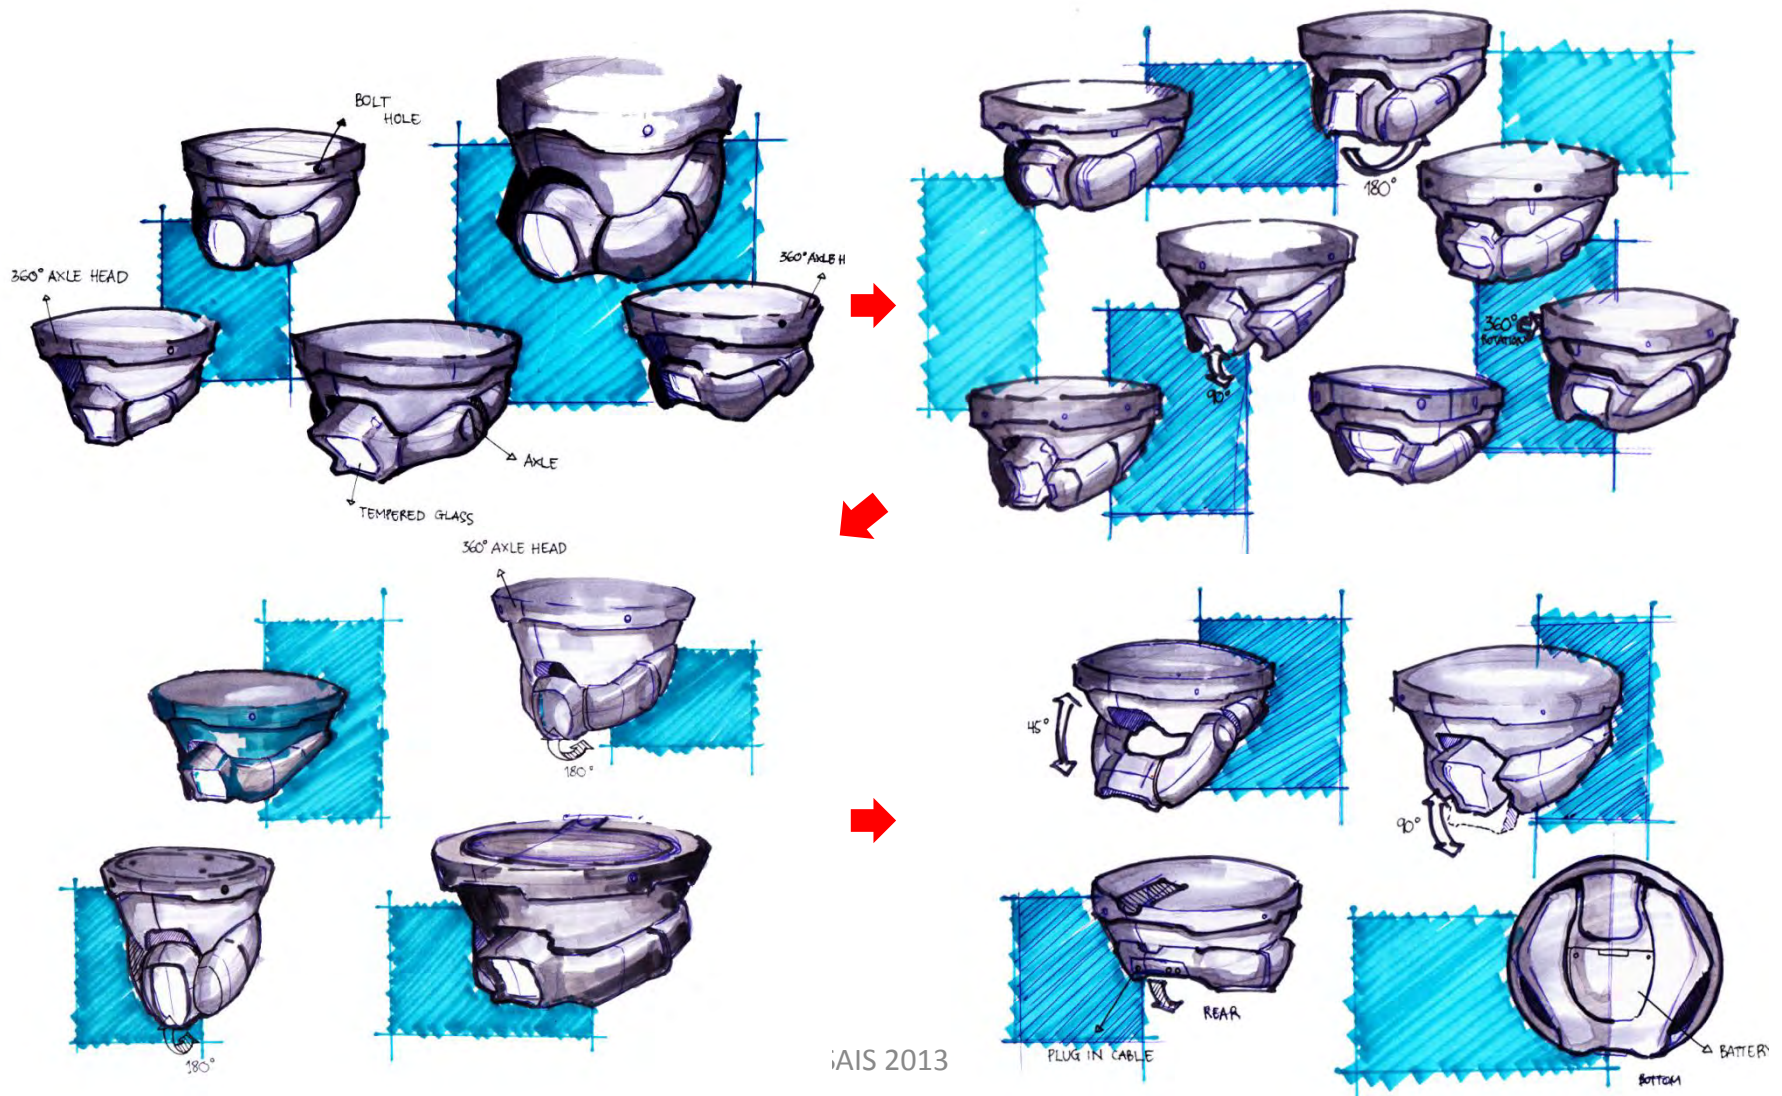 BOLT
HOLE
360° AXLE HEAD
360° AXLE H
AXLE
TEMPERED GLASS
180°
360°
ROTATION
90°
360° AXLE HEAD
180°
180°
45°
90°
REAR
PLUG IN CABLE
BATTERY
BOTTOM
AIS 2013